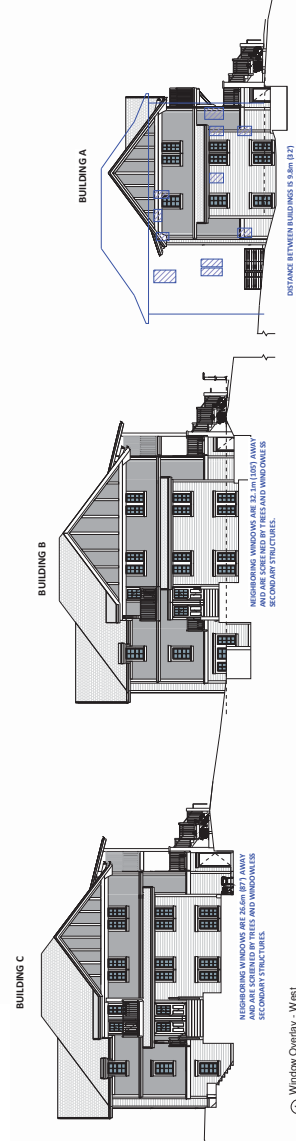 BUILDING C
BUILDING B
BUILDING A
NEIGHBORING WINDOWS ARE 26.6m (87') AWAY
AND ARE SCREENED BY TREES AND WINDOWLESS
SECONDARY STRUCTURES.
NEIGHBORING WINDOWS ARE 32.1m (105') AWAY
AND ARE SCREENED BY TREES AND WINDOWLESS
SECONDARY STRUCTURES.
DISTANCE BETWEEN BUILDINGS IS 9.8m (32')
Window Overlay - West